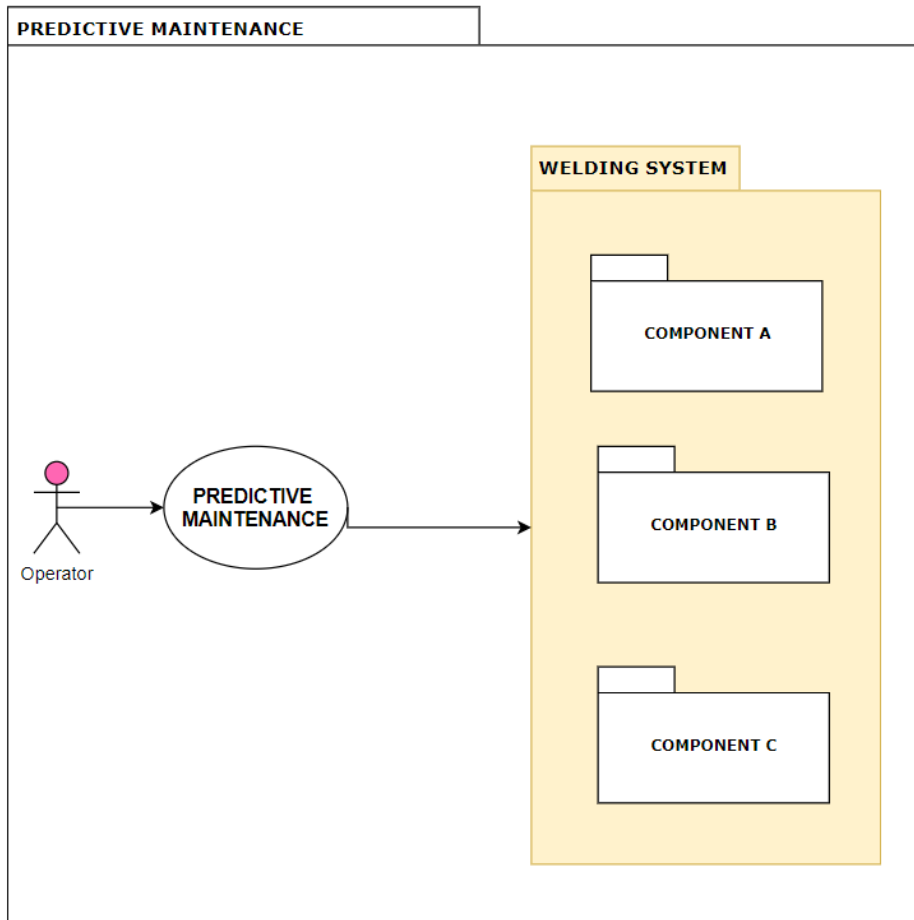 PREDICTIVE MAINTENANCE
WELDING SYSTEM
COMPONENT A
PREDICTIVE
MAINTENANCE
Operator
COMPONENT B
COMPONENT C